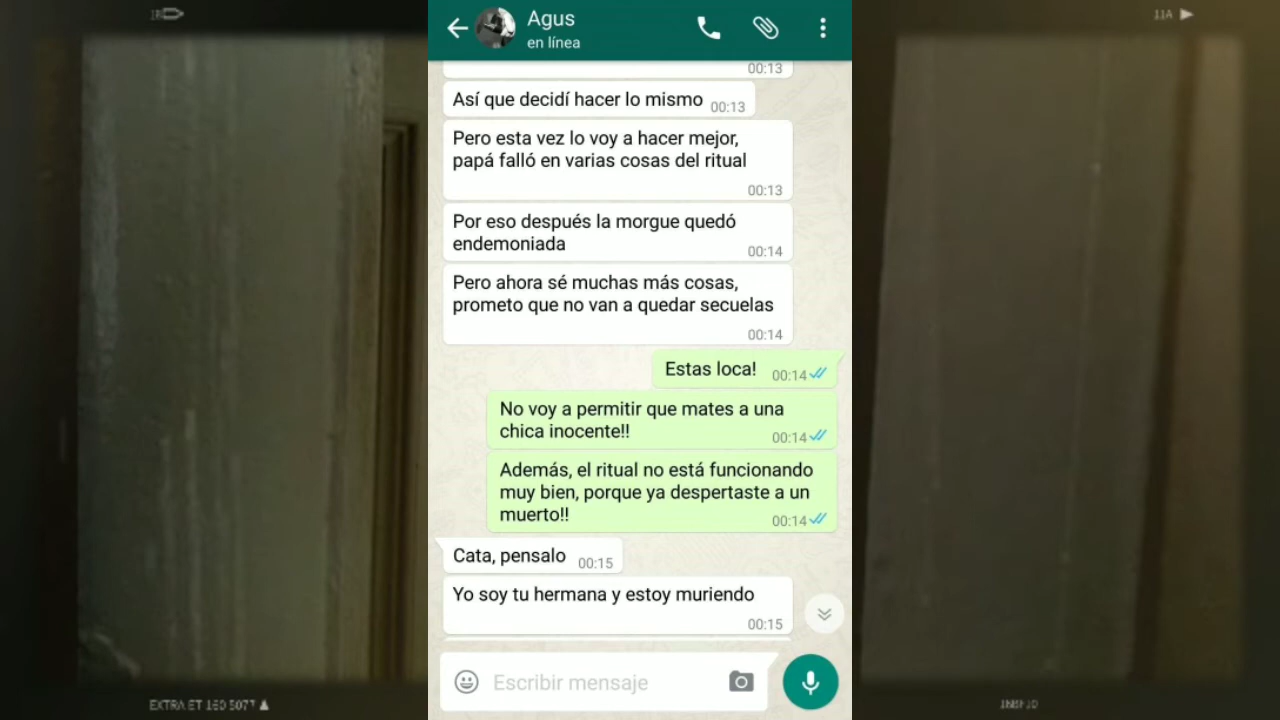 11A
Agus
en línea
00:13
Así que decidí hacer lo mismo 00:13
Pero esta vez lo voy a hacer mejor,
papá falló en varias cosas del ritual
00:13
Por eso después la morgue quedó
endemoniada
00:14
Pero ahora sé muchas más cosas,
prometo que no van a quedar secuelas
00:14
Estas loca! 00:14
No voy a permitir que mates a una
chica inocente!!
00:14
Además, el ritual no está funcionando
muy bien, porque ya despertaste a un
muerto!!
00:14
Cata, pensalo 00:15
Yo soy tu hermana y estoy muriendo
00:15
Escribir mensaje
EXTRA ET 160 5077